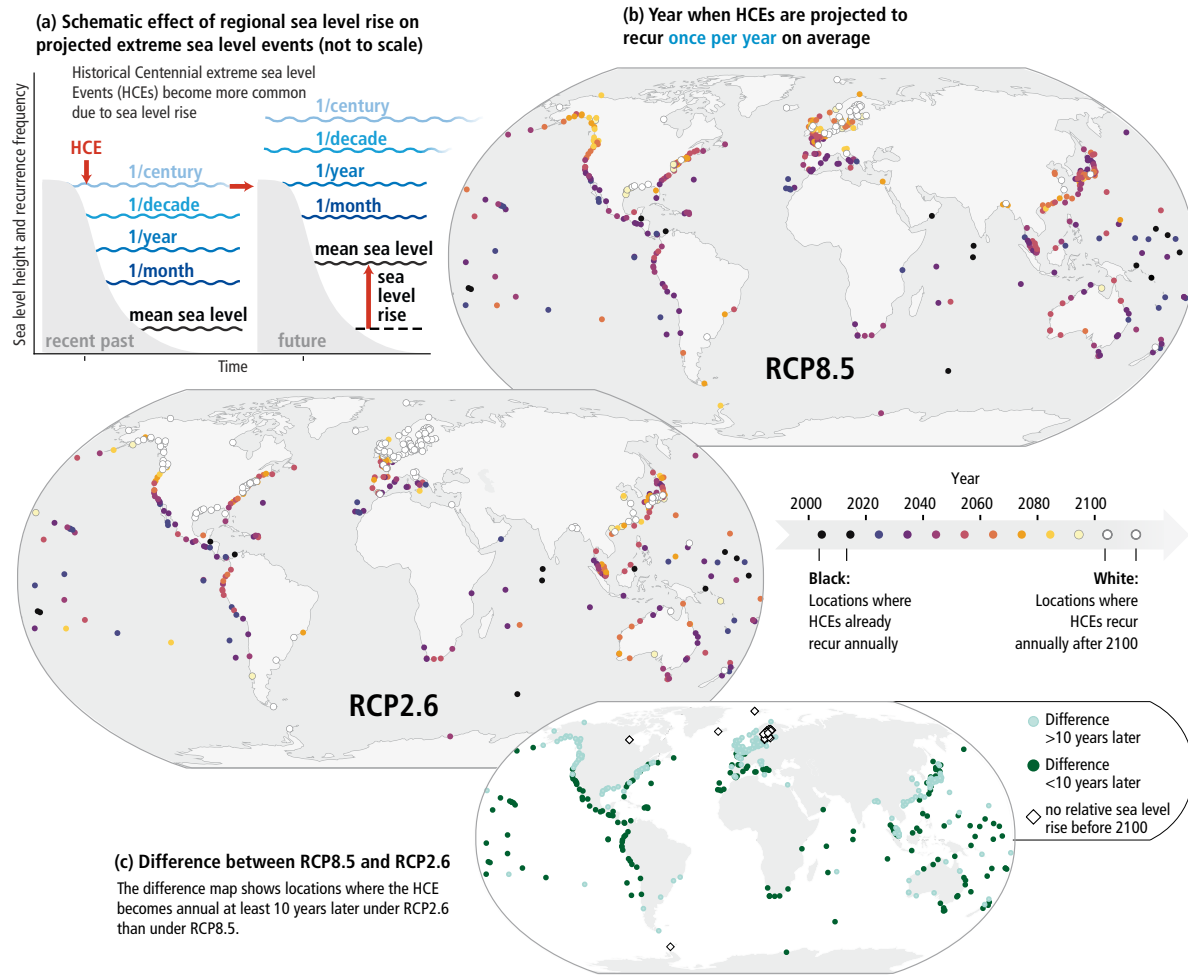 (a) Schematic effect of regional sea level rise on
projected extreme sea level events (not to scale)
Sea level height and recurrence frequency
Historical Centennial extreme sea level
Events (HCEs) become more common
due to sea level rise
HCE
1/century
1/decade
1/year
1/month
mean sea level
recent past
1/century
1/decade
1/year
1/month
mean sea level
sea
level
rise
future
Time
(b) Year when HCEs are projected to
recur once per year on average
RCP8.5
RCP2.6
Year
2000 2020 2040 2060 2080 2100
Black:
Locations where
HCEs already
recur annually
White:
Locations where
HCEs recur
annually after 2100
(c) Difference between RCP8.5 and RCP2.6
The difference map shows locations where the HCE
becomes annual at least 10 years later under RCP2.6
than under RCP8.5.
Difference
>10 years later
Difference
<10 years later
no relative sea level
rise before 2100